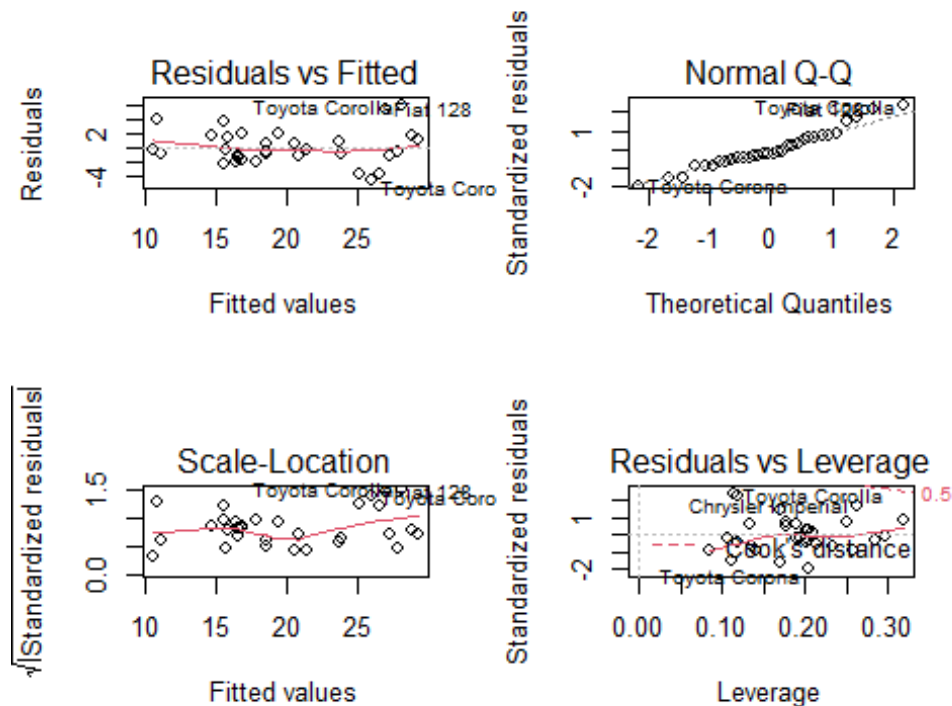 Residuals vs Fitted
Residuals
2
-4
Toyota Corolla
Fiat 128
Toyota Coro
10 15 20 25
Fitted values
Normal Q-Q
Standardized residuals
1
-2
Toyota Corolla
Fiat 128
Toyota Corona
-2 -1 0 1 2
Theoretical Quantiles
Scale-Location
√|Standardized residuals|
1.5
0.0
Toyota Corolla
Fiat 128
Toyota Coro
10 15 20 25
Fitted values
Residuals vs Leverage
Standardized residuals
1
-2
Toyota Corolla
Chrysler Imperial
0.5
Cook's distance
Toyota Corona
0.00 0.10 0.20 0.30
Leverage